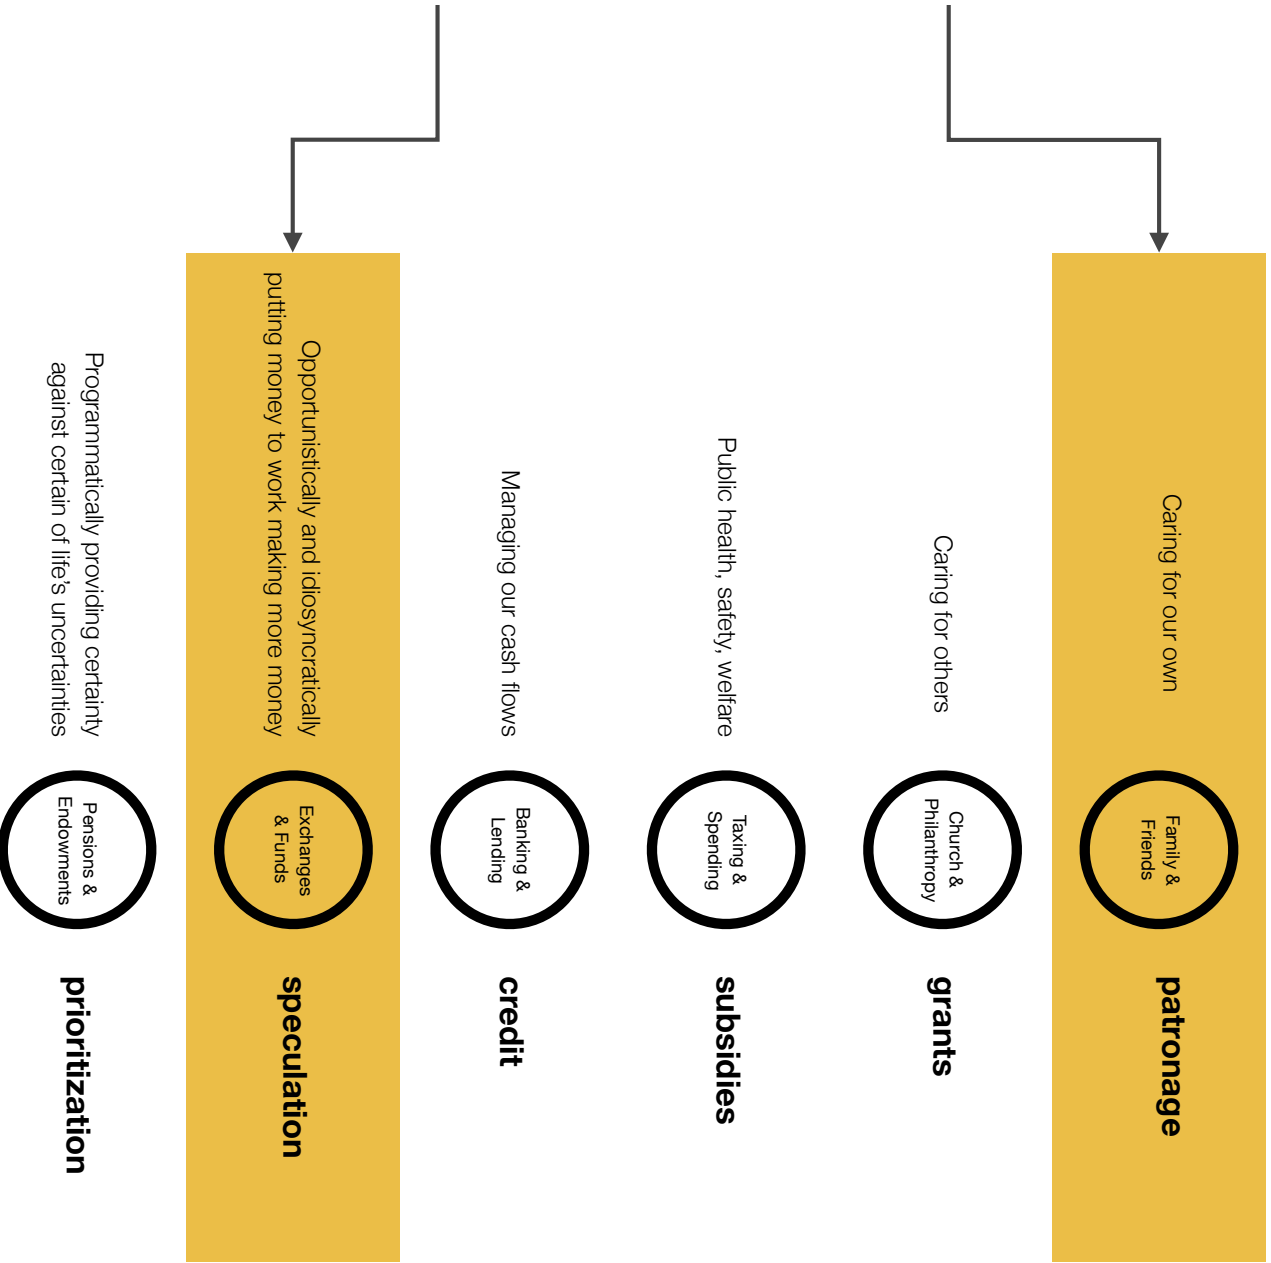 Caring for our own
Family &
Friends
patronage
Caring for others
Church &
Philanthropy
grants
Public health, safety, welfare
Taxing &
Spending
subsidies
Managing our cash flows
Banking &
Lending
credit
Opportunistically and idiosyncratically
putting money to work making more money
Exchanges
& Funds
speculation
Programmatically providing certainty
against certain of life’s uncertainties
Pensions &
Endowments
prioritization